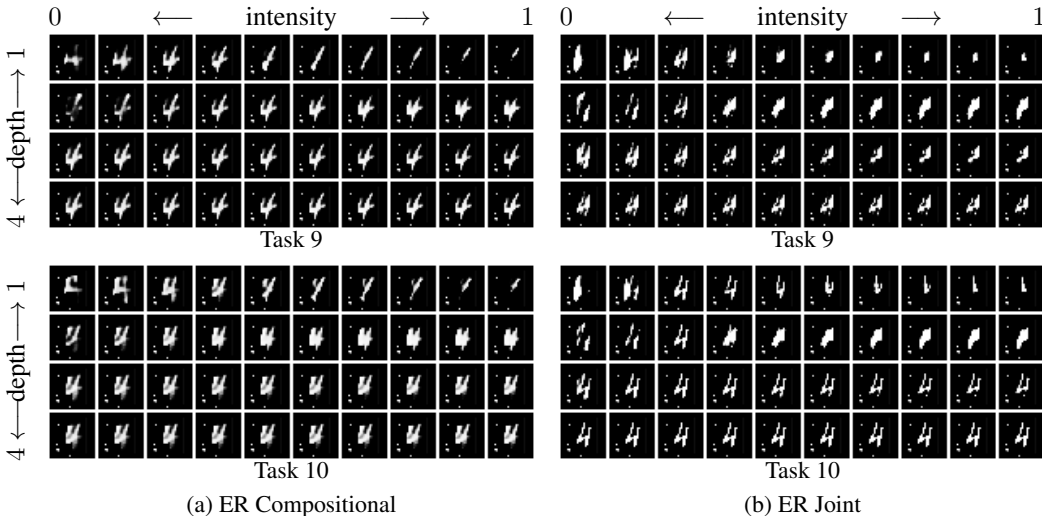 0 ←— intensity —→ 1
0 ←— intensity —→ 1
4 ←—depth—→ 1
Task 9
Task 9
4 ←—depth—→ 1
Task 10
Task 10
(a) ER Compositional
(b) ER Joint